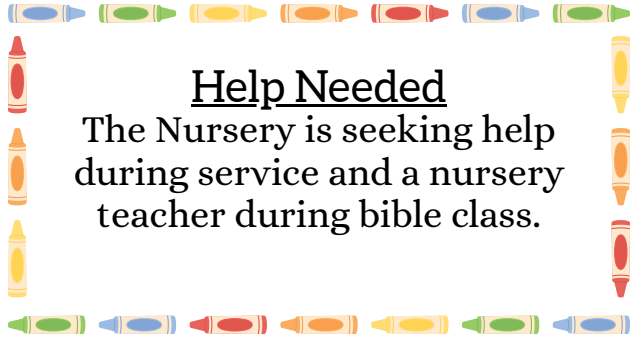 Help Needed
The Nursery is seeking help
during service and a nursery
teacher during bible class.